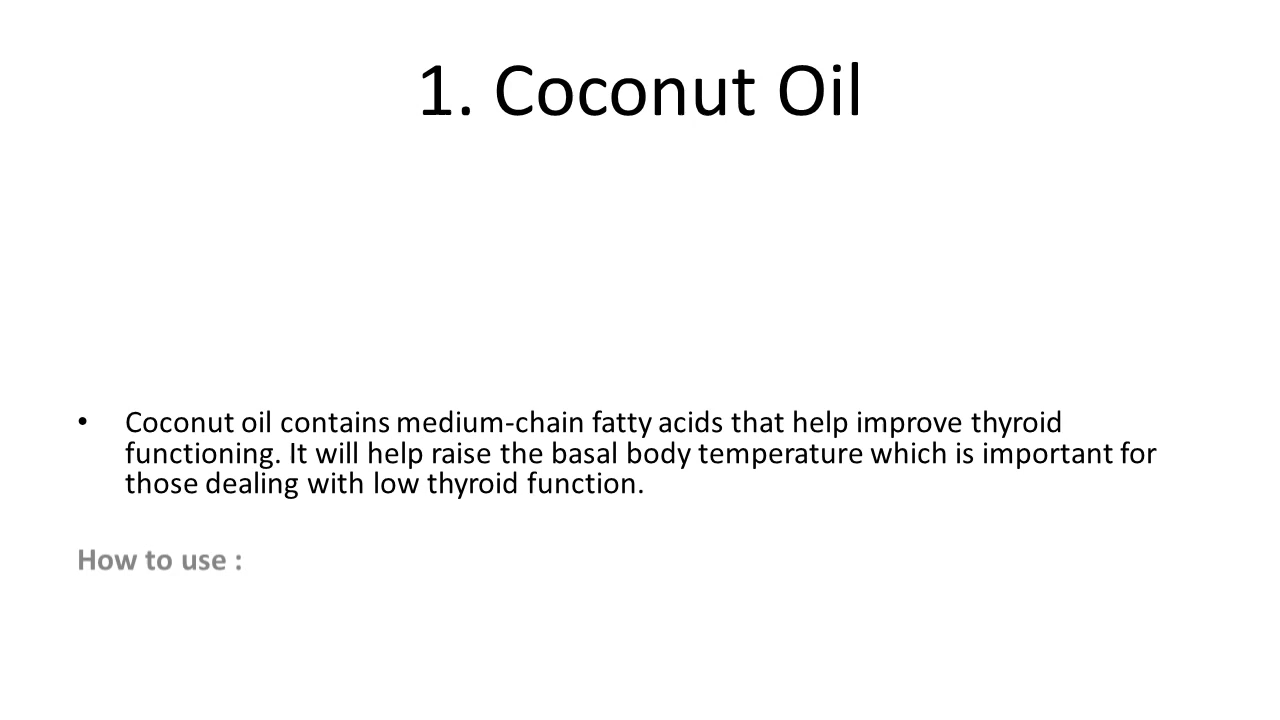 1. Coconut Oil
• Coconut oil contains medium-chain fatty acids that help improve thyroid
functioning. It will help raise the basal body temperature which is important for
those dealing with low thyroid function.
How to use :